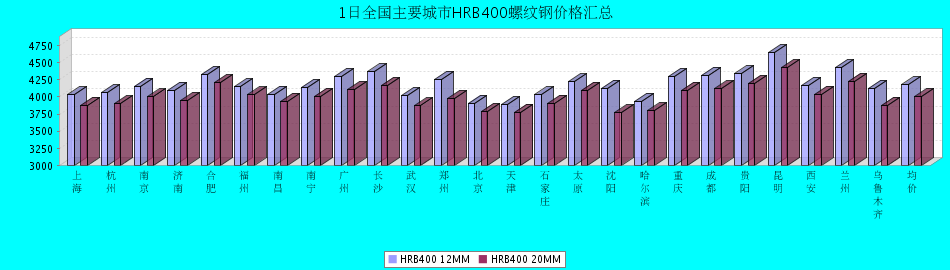 1日全国主要城市HRB400螺纹钢价格汇总
4750
4500
4250
4000
3750
3500
3250
3000
上海
杭州
南京
济南
合肥
福州
南昌
南宁
广州
长沙
武汉
郑州
北京
天津
石家庄
太原
沈阳
哈尔滨
重庆
成都
贵阳
昆明
西安
兰州
乌鲁木齐
均价
HRB400 12MM HRB400 20MM